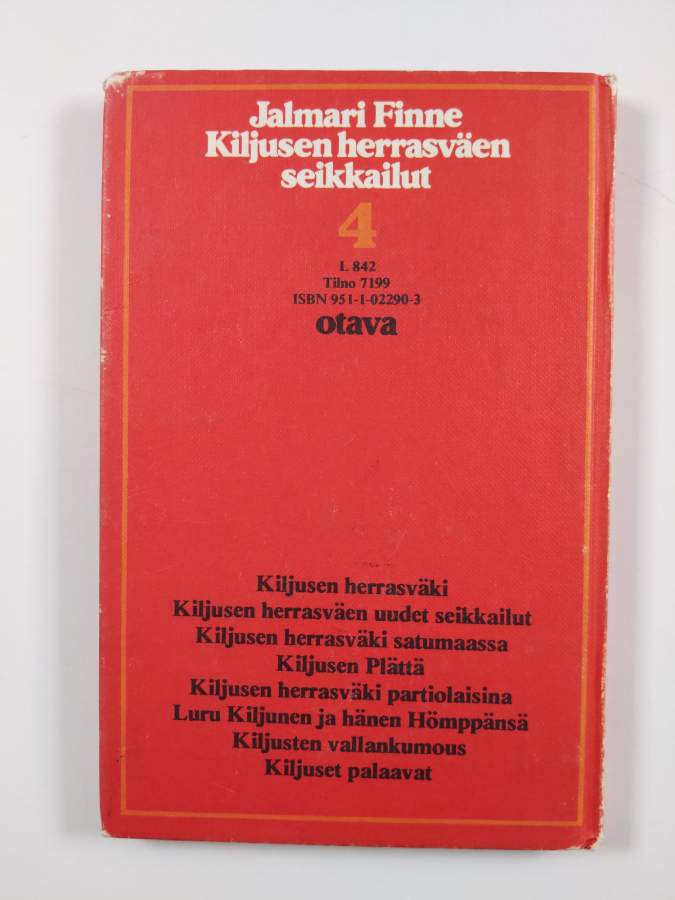 Jalmari Finne
Kiljusen herrasväen
seikkailut
4
L 842
Tilno 7199
ISBN 951-1-02290-3
otava
Kiljusen herrasväki
Kiljusen herrasväen uudet seikkailut
Kiljusen herrasväki satumaassa
Kiljusen Plättä
Kiljusen herrasväki partiolaisina
Luru Kiljunen ja hänen Hömppänsä
Kiljusten vallankumous
Kiljuset palaavat